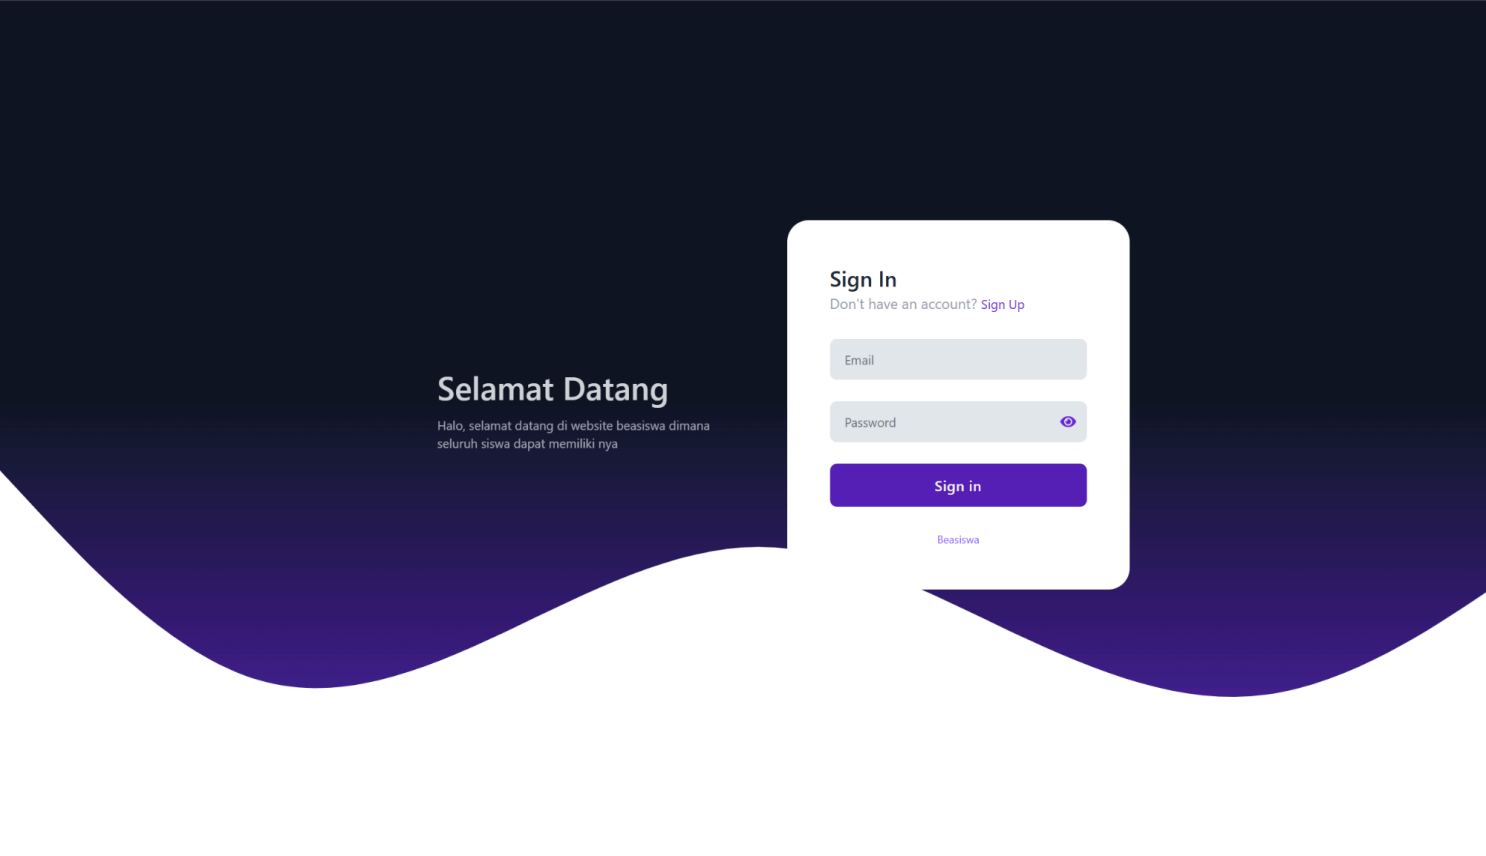 Selamat Datang
Halo, selamat datang di website beasiswa dimana
seluruh siswa dapat memiliki nya
Sign In
Don't have an account? Sign Up
Email
Password
Sign in
Beasiswa